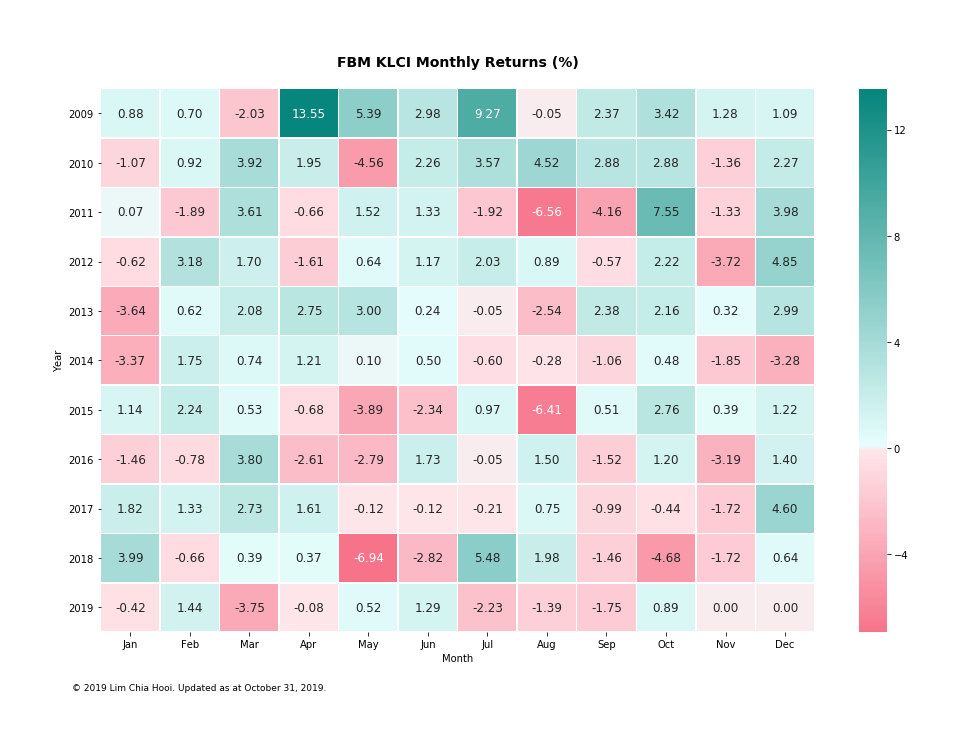 FBM KLCI Monthly Returns (%)
2009 0.88 0.70 -2.03 13.55 5.39 2.98 9.27 -0.05 2.37 3.42 1.28 1.09
12
2010 -1.07 0.92 3.92 1.95 -4.56 2.26 3.57 4.52 2.88 2.88 -1.36 2.27
2011 0.07 -1.89 3.61 -0.66 1.52 1.33 -1.92 -6.56 -4.16 7.55 -1.33 3.98
8
2012 -0.62 3.18 1.70 -1.61 0.64 1.17 2.03 0.89 -0.57 2.22 -3.72 4.85
2013 -3.64 0.62 2.08 2.75 3.00 0.24 -0.05 -2.54 2.38 2.16 0.32 2.99
4
Year
2014 -3.37 1.75 0.74 1.21 0.10 0.50 -0.60 -0.28 -1.06 0.48 -1.85 -3.28
2015 1.14 2.24 0.53 -0.68 -3.89 -2.34 0.97 -6.41 0.51 2.76 0.39 1.22
0
2016 -1.46 -0.78 3.80 -2.61 -2.79 1.73 -0.05 1.50 -1.52 1.20 -3.19 1.40
2017 1.82 1.33 2.73 1.61 -0.12 -0.12 -0.21 0.75 -0.99 -0.44 -1.72 4.60
−4
2018 3.99 -0.66 0.39 0.37 -6.94 -2.82 5.48 1.98 -1.46 -4.68 -1.72 0.64
2019 -0.42 1.44 -3.75 -0.08 0.52 1.29 -2.23 -1.39 -1.75 0.89 0.00 0.00
Jan Feb Mar Apr May Jun Jul Aug Sep Oct Nov Dec
Month
© 2019 Lim Chia Hooi. Updated as at October 31, 2019.